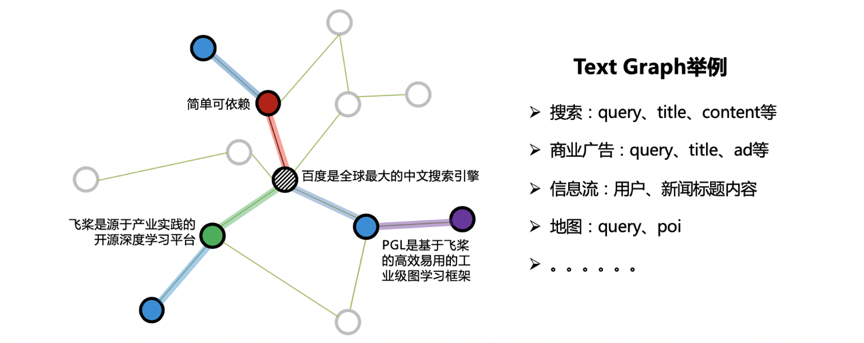 简单可依赖
百度是全球最大的中文搜索引擎
飞桨是源于产业实践的
开源深度学习平台
PGL是基于飞桨
的高效易用的工
业级图学习框架
Text Graph举例
➢ 搜索：query、title、content等
➢ 商业广告：query、title、ad等
➢ 信息流：用户、新闻标题内容
➢ 地图：query、poi
➢ 。。。。。。